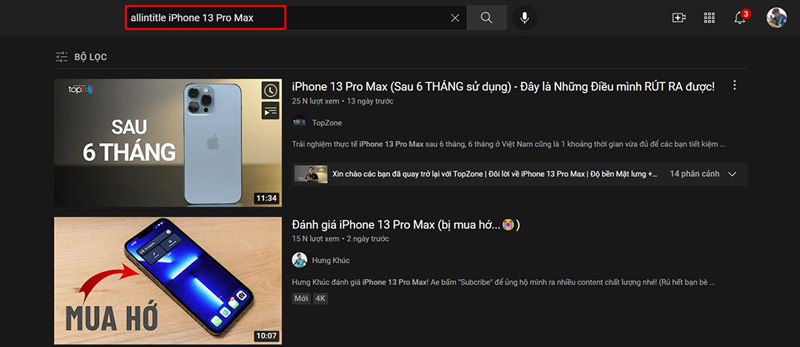 allintitle iPhone 13 Pro Max
3
BỘ LỌC
topZone
SAU
6 THÁNG
11:34
iPhone 13 Pro Max (Sau 6 THÁNG sử dụng) - Đây là Những Điều mình RÚT RA được!
25 N lượt xem • 13 ngày trước
TopZone
Trải nghiệm thực tế iPhone 13 Pro Max sau 6 tháng, 6 tháng ở Việt Nam cũng là 1 khoảng thời gian vừa đủ để các bạn tiết kiệm ...
Xin chào các bạn đã quay trở lại với TopZone | Đôi lời về iPhone 13 Pro Max | Độ bền Mặt lưng +...
14 phân cảnh
MUA HỚ
10:07
Đánh giá iPhone 13 Pro Max (bị mua hớ...😭)
15 N lượt xem • 2 ngày trước
Hưng Khúc
Hưng Khúc đánh giá iPhone 13 Pro Max! Ae bấm "Subcribe" để ủng hộ mình ra nhiều content chất lượng nhé! (Rủ hết bạn bè ...
Mới
4K